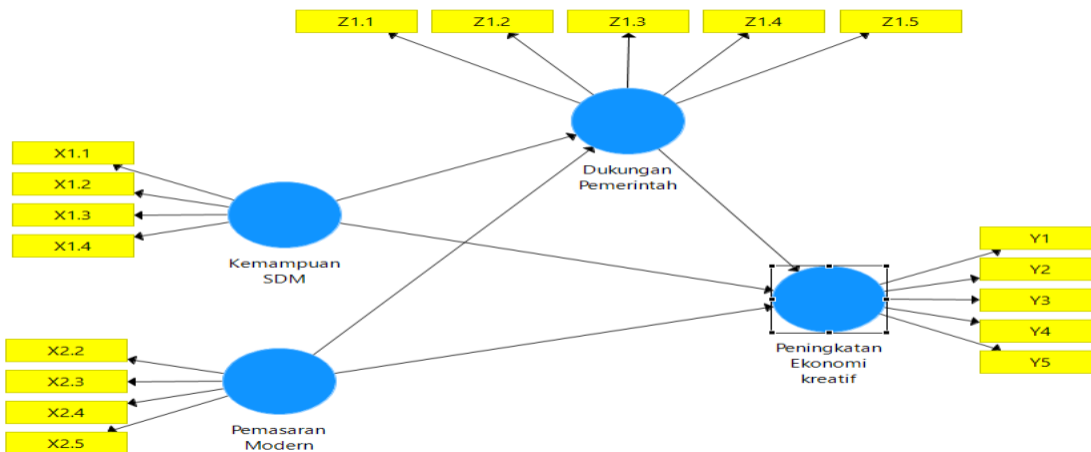 Z1.1
Z1.2
Z1.3
Z1.4
Z1.5
Dukungan
Pemerintah
X1.1
X1.2
X1.3
X1.4
Kemampuan
SDM
Y1
Y2
Y3
Y4
Y5
Peningkatan
Ekonomi
kreatif
X2.2
X2.3
X2.4
X2.5
Pemasaran
Modern